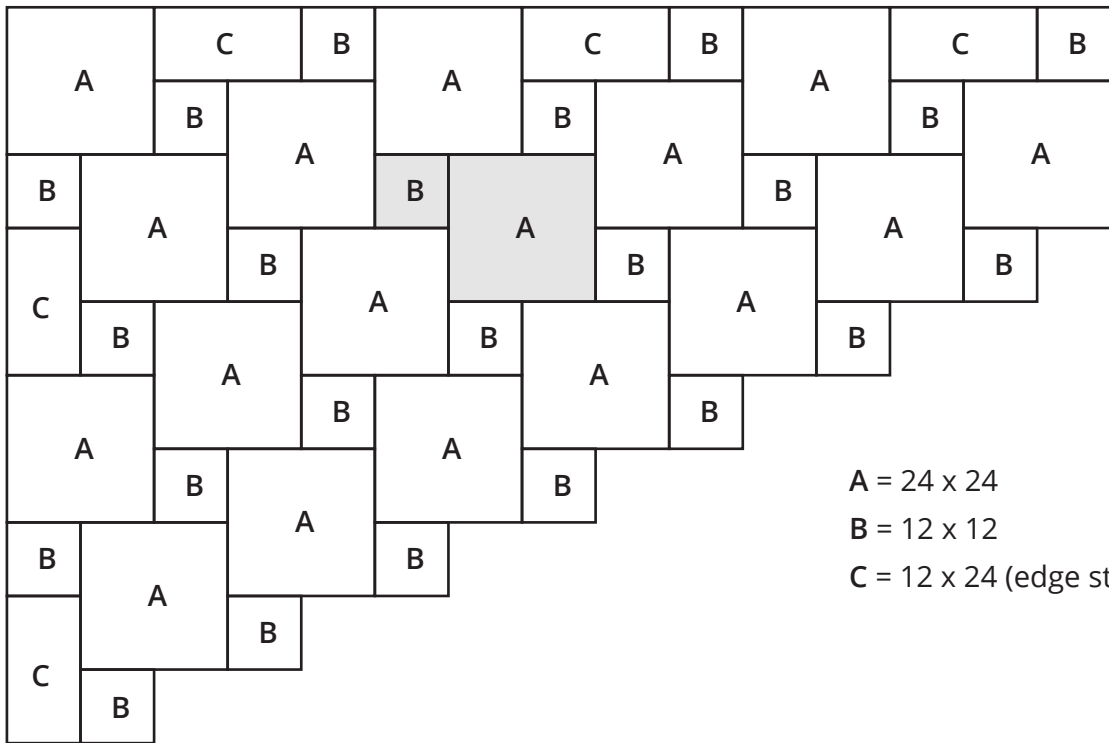 C B C B C B
A A A
B B B
A A A
B B B
A A A
B B B
C A A
B B B
A A
B B
A A
B B
A
B B
A
B
C
B
A = 24 x 24
B = 12 x 12
C = 12 x 24 (edge st